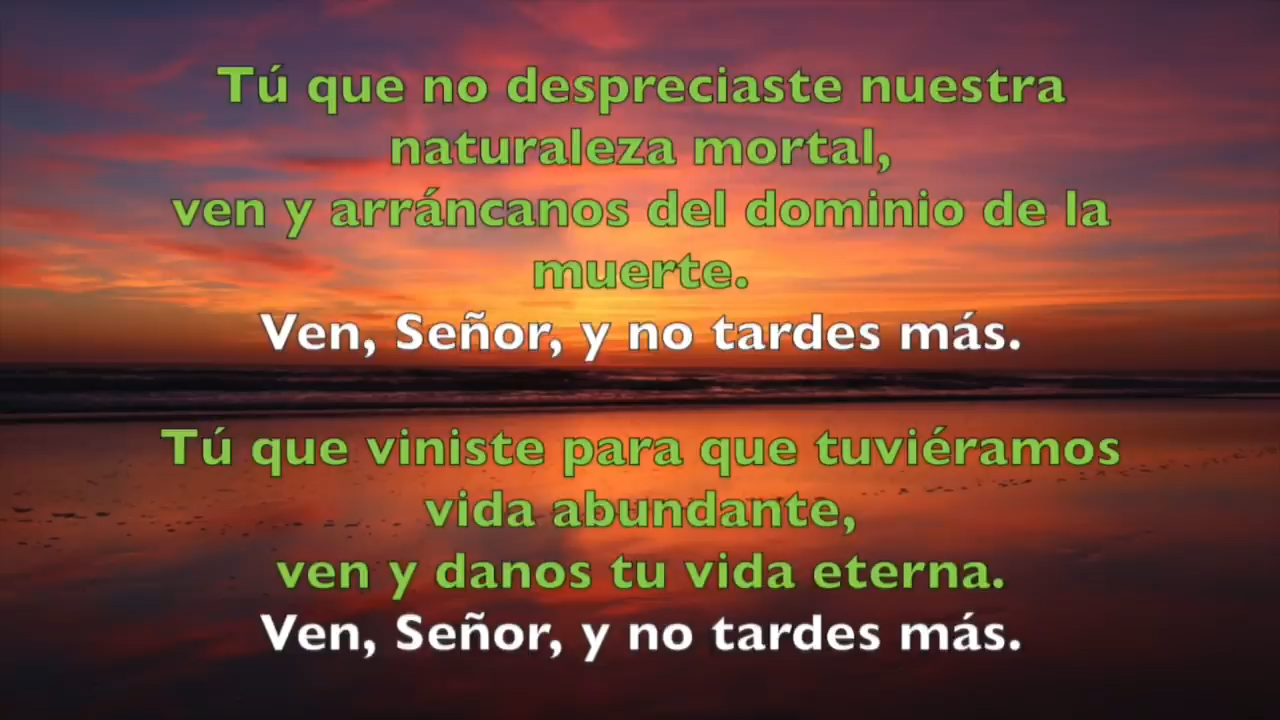 Tú que no despreciaste nuestra
naturaleza mortal,
ven y arráncanos del dominio de la
muerte.
Ven, Señor, y no tardes más.
Tú que viniste para que tuviéramos
vida abundante,
ven y danos tu vida eterna.
Ven, Señor, y no tardes más.